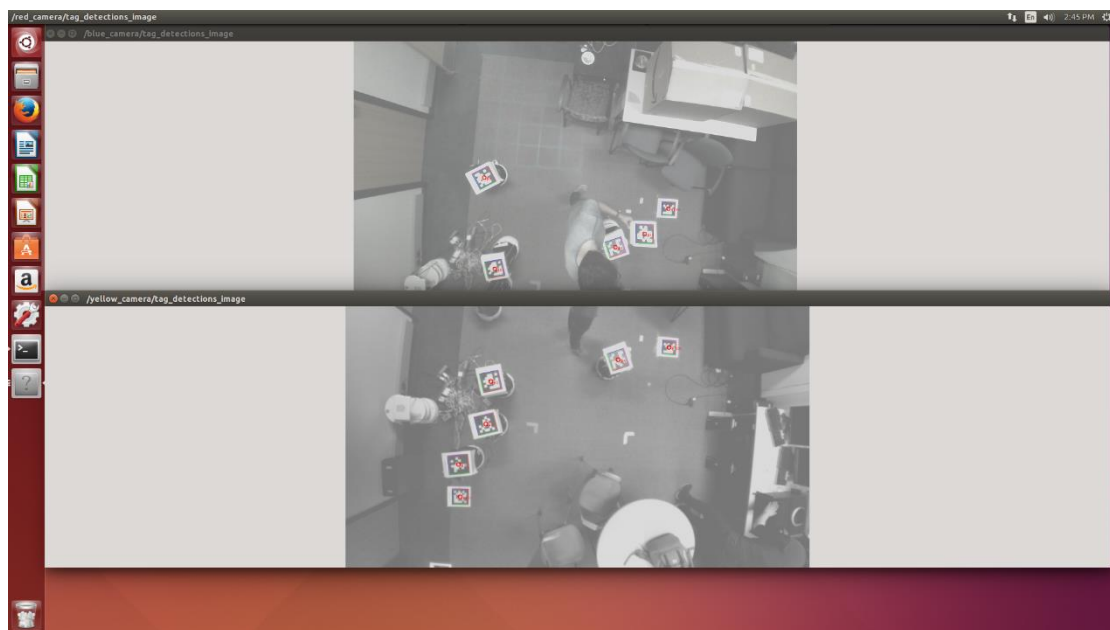 /red_camera/tag_detections_image
En
2:45 PM
/blue_camera/tag_detections_image
/yellow_camera/tag_detections_image